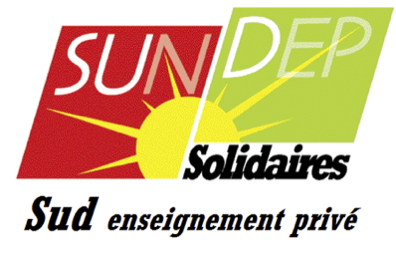 SUNDEP
Solidaires
Sud enseignement privé